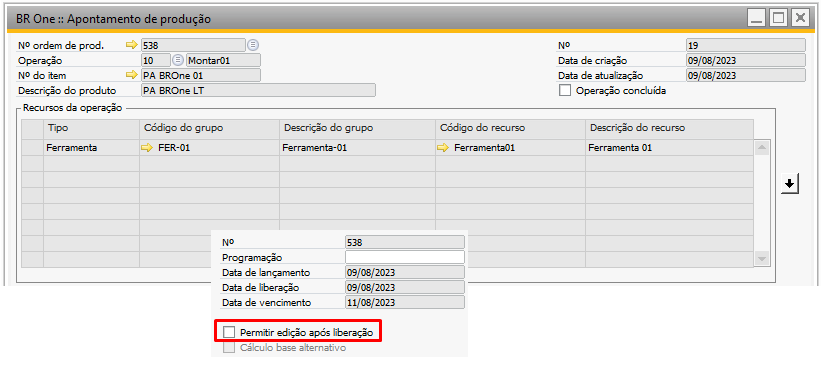 BR One :: Apontamento de produção
Nº ordem de prod. 538 Nº 19
Operação 10 Montar01 Data de criação 09/08/2023
Nº do item PA BROne 01 Data de atualização 09/08/2023
Descrição do produto PA BROne LT Operação concluída
Recursos da operação
Tipo Código do grupo Descrição do grupo Código do recurso Descrição do recurso
Ferramenta FER-01 Ferramenta-01 Ferramenta01 Ferramenta 01
Nº 538
Programação
Data de lançamento 09/08/2023
Data de liberação 09/08/2023
Data de vencimento 11/08/2023
Permitir edição após liberação
Cálculo base alternativo